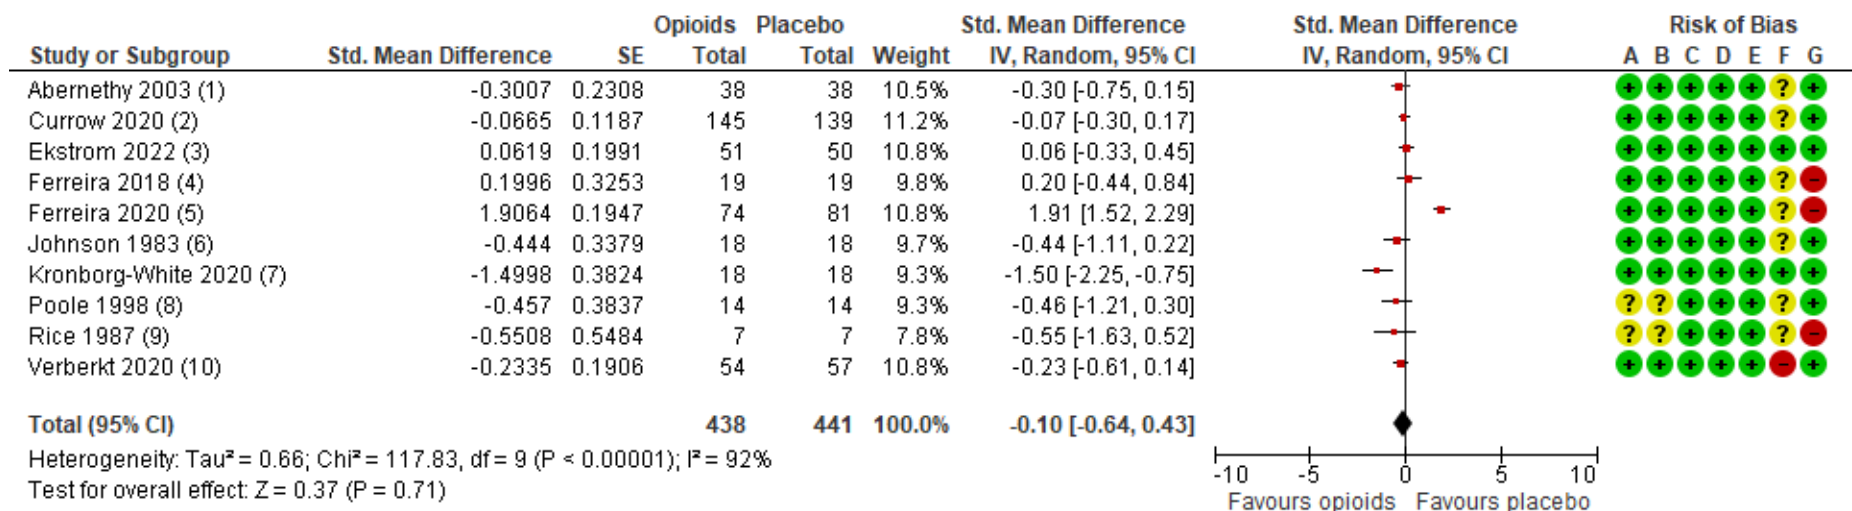 Opioids Placebo Std. Mean Difference Std. Mean Difference Risk of Bias
Study or Subgroup Std. Mean Difference SE Total Total Weight IV, Random, 95% CI IV, Random, 95% CI A B C D E F G
Abernethy 2003 (1) -0.3007 0.2308 38 38 10.5% -0.30 [-0.75, 0.15] + + + + + ? +
Currow 2020 (2) -0.0665 0.1187 145 139 11.2% -0.07 [-0.30, 0.17] + + + + + ? +
Ekstrom 2022 (3) 0.0619 0.1991 51 50 10.8% 0.06 [-0.33, 0.45] + + + + + + +
Ferreira 2018 (4) 0.1996 0.3253 19 19 9.8% 0.20 [-0.44, 0.84] + + + + + ? -
Ferreira 2020 (5) 1.9064 0.1947 74 81 10.8% 1.91 [1.52, 2.29] + + + + + ? -
Johnson 1983 (6) -0.444 0.3379 18 18 9.7% -0.44 [-1.11, 0.22] + + + + + ? +
Kronborg-White 2020 (7) -1.4998 0.3824 18 18 9.3% -1.50 [-2.25, -0.75] + + + + + + +
Poole 1998 (8) -0.457 0.3837 14 14 9.3% -0.46 [-1.21, 0.30] ? ? + + + ? +
Rice 1987 (9) -0.5508 0.5484 7 7 7.8% -0.55 [-1.63, 0.52] ? ? + + + ? -
Verberkt 2020 (10) -0.2335 0.1906 54 57 10.8% -0.23 [-0.61, 0.14] + + + + + - +
Total (95% CI) 438 441 100.0% -0.10 [-0.64, 0.43]
Heterogeneity: Tau² = 0.66; Chi² = 117.83, df = 9 (P < 0.00001); I² = 92%
Test for overall effect: Z = 0.37 (P = 0.71)
-10 -5 0 5 10
Favours opioids Favours placebo